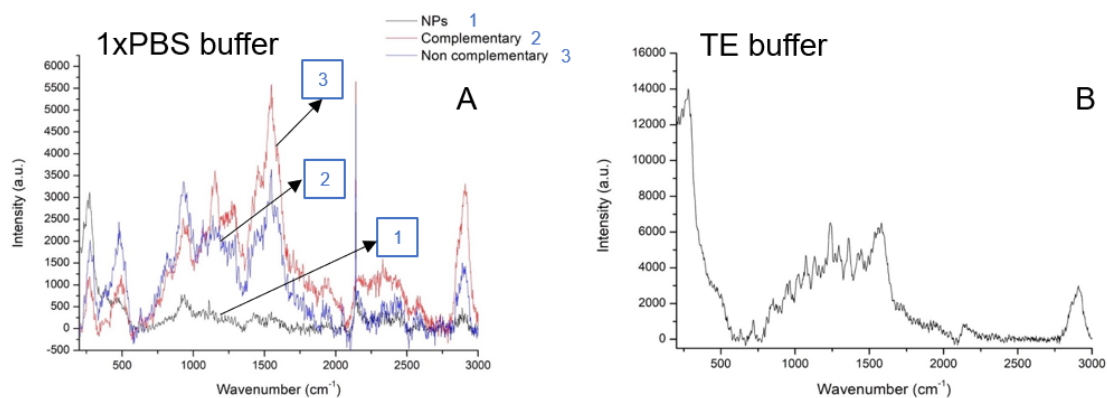 NPs 1
Complementary 2
Non complementary 3
1xPBS buffer
TE buffer
A
B
6000
5500
5000
4500
4000
3500
3000
2500
2000
1500
1000
500
0
-500
Intensity (a.u.)
3
2
1
500 1000 1500 2000 2500 3000
Wavenumber (cm-1)
16000
14000
12000
10000
8000
6000
4000
2000
0
Intensity (a.u.)
500 1000 1500 2000 2500 3000
Wavenumber (cm-1)